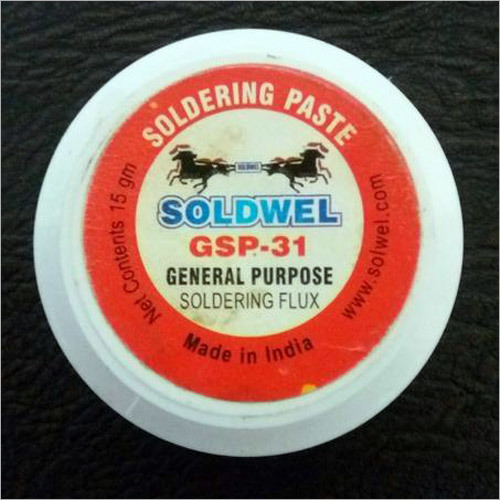 SOLDERING PASTE
SOLDWEL
SOLDWEL
GSP-31
GENERAL PURPOSE
SOLDERING FLUX
Net Contents 15 gm
www.solwel.com
Made in India